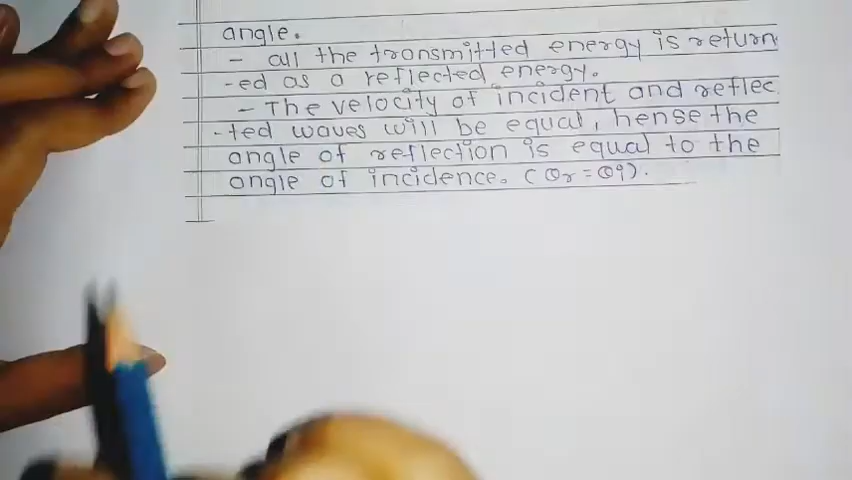 angle.
- all the transmitted energy is return
-ed as a reflected energy.
- The velocity of incident and reflec
-ted waves will be equal, hense the
angle of reflection is equal to the
angle of incidence. (θr = θi).